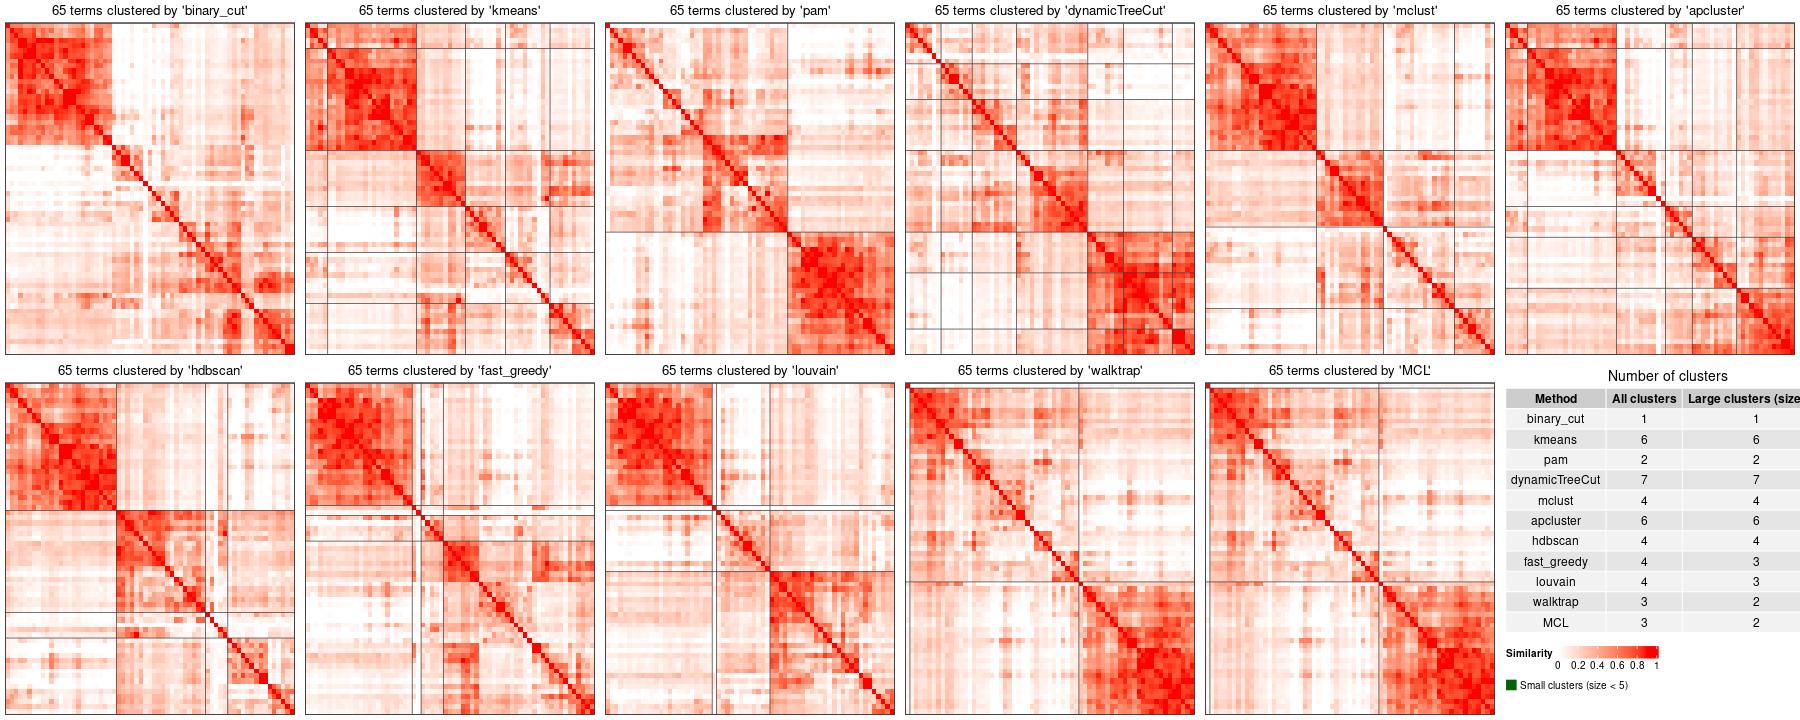 65 terms clustered by 'binary_cut'
65 terms clustered by 'kmeans'
65 terms clustered by 'pam'
65 terms clustered by 'dynamicTreeCut'
65 terms clustered by 'mclust'
65 terms clustered by 'apcluster'
65 terms clustered by 'hdbscan'
65 terms clustered by 'fast_greedy'
65 terms clustered by 'louvain'
65 terms clustered by 'walktrap'
65 terms clustered by 'MCL'
Number of clusters
Method All clusters Large clusters (size
binary_cut 1 1
kmeans 6 6
pam 2 2
dynamicTreeCut 7 7
mclust 4 4
apcluster 6 6
hdbscan 4 4
fast_greedy 4 3
louvain 4 3
walktrap 3 2
MCL 3 2
Similarity
0 0.2 0.4 0.6 0.8 1
Small clusters (size < 5)